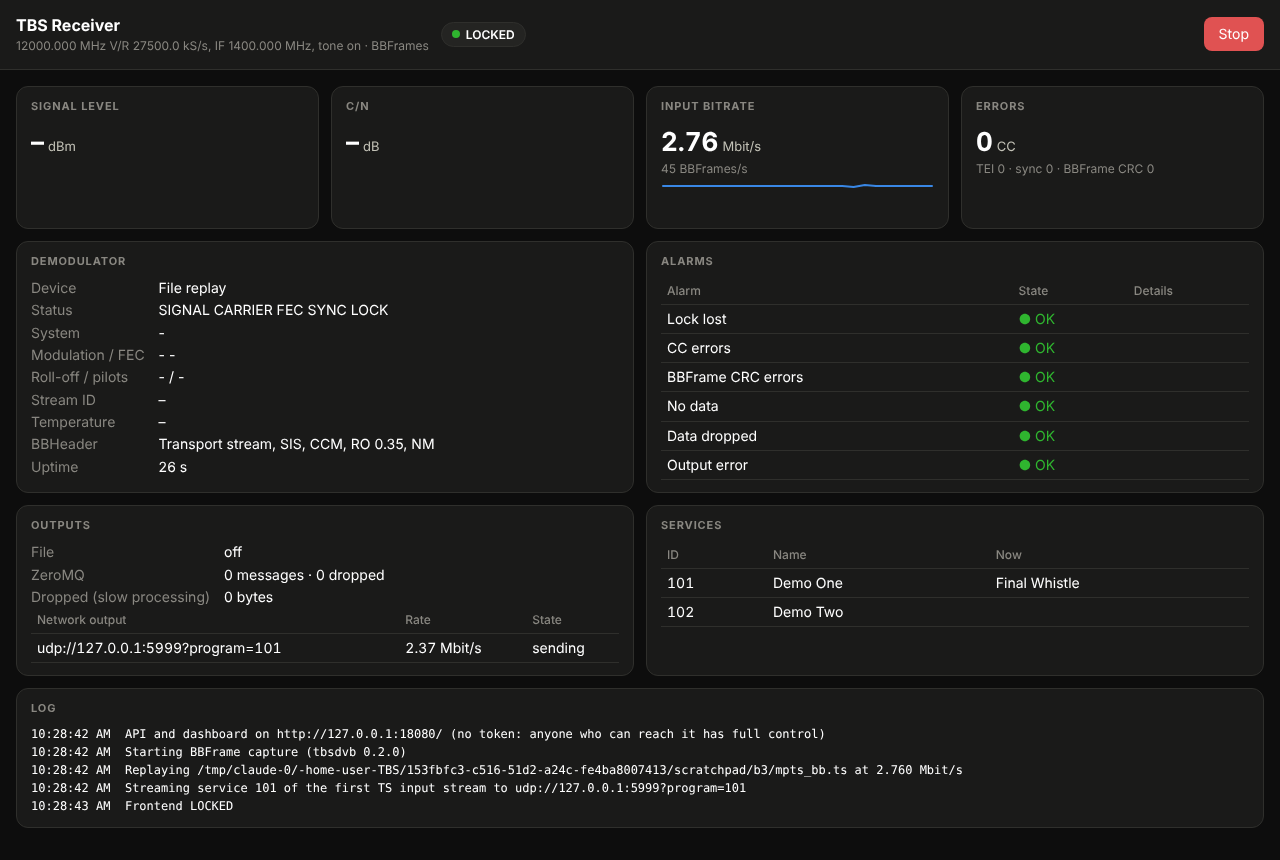 TBS Receiver
12000.000 MHz V/R 27500.0 kS/s, IF 1400.000 MHz, tone on · BBFrames
LOCKED
Stop
SIGNAL LEVEL
– dBm
C/N
– dB
INPUT BITRATE
2.76 Mbit/s
45 BBFrames/s
ERRORS
0 CC
TEI 0 · sync 0 · BBFrame CRC 0
DEMODULATOR
Device File replay
Status SIGNAL CARRIER FEC SYNC LOCK
System -
Modulation / FEC - -
Roll-off / pilots - / -
Stream ID –
Temperature –
BBHeader Transport stream, SIS, CCM, RO 0.35, NM
Uptime 26 s
ALARMS
Alarm State Details
Lock lost OK
CC errors OK
BBFrame CRC errors OK
No data OK
Data dropped OK
Output error OK
OUTPUTS
File off
ZeroMQ 0 messages · 0 dropped
Dropped (slow processing) 0 bytes
Network output Rate State
udp://127.0.0.1:5999?program=101 2.37 Mbit/s sending
SERVICES
ID Name Now
101 Demo One Final Whistle
102 Demo Two
LOG
10:28:42 AM API and dashboard on http://127.0.0.1:18080/ (no token: anyone who can reach it has full control)
10:28:42 AM Starting BBFrame capture (tbsdvb 0.2.0)
10:28:42 AM Replaying /tmp/claude-0/-home-user-TBS/153fbfc3-c516-51d2-a24c-fe4ba8007413/scratchpad/b3/mpts_bb.ts at 2.760 Mbit/s
10:28:42 AM Streaming service 101 of the first TS input stream to udp://127.0.0.1:5999?program=101
10:28:43 AM Frontend LOCKED